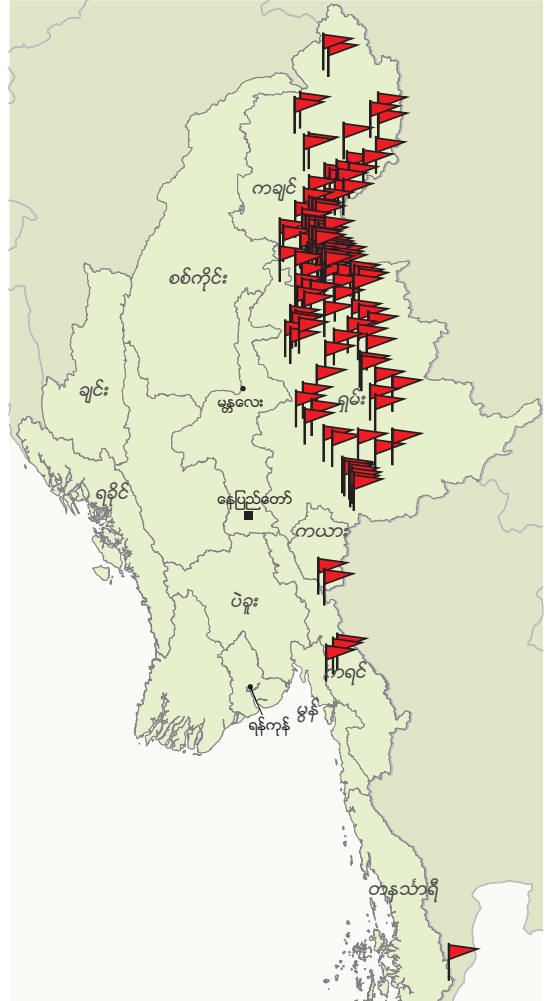 ကချင်
စစ်ကိုင်း
ချင်း
မန္တလေး
ရှမ်း
ရခိုင်
နေပြည်တော်
ကယား
ပဲခူး
ကရင်
မွန်
ရန်ကုန်
တနင်္သာရီ